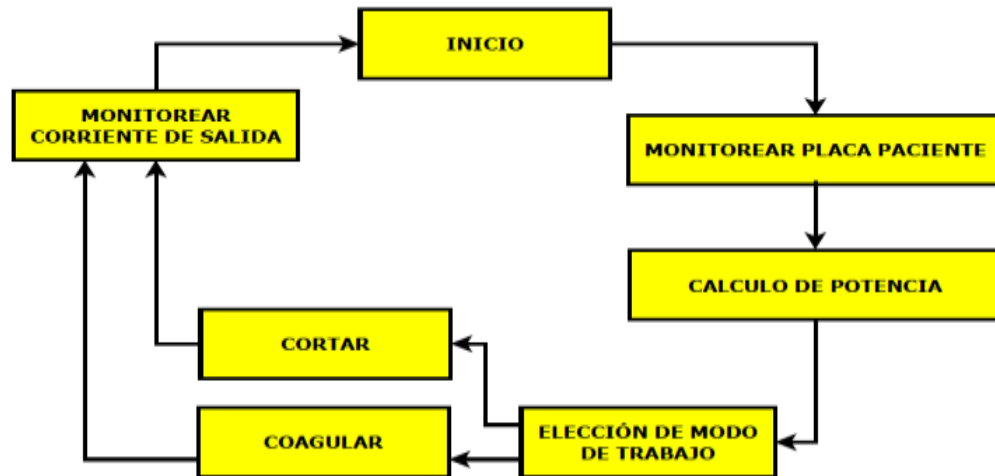 INICIO
MONITOREAR
CORRIENTE DE SALIDA
MONITOREAR PLACA PACIENTE
CALCULO DE POTENCIA
CORTAR
COAGULAR
ELECCIÓN DE MODO
DE TRABAJO